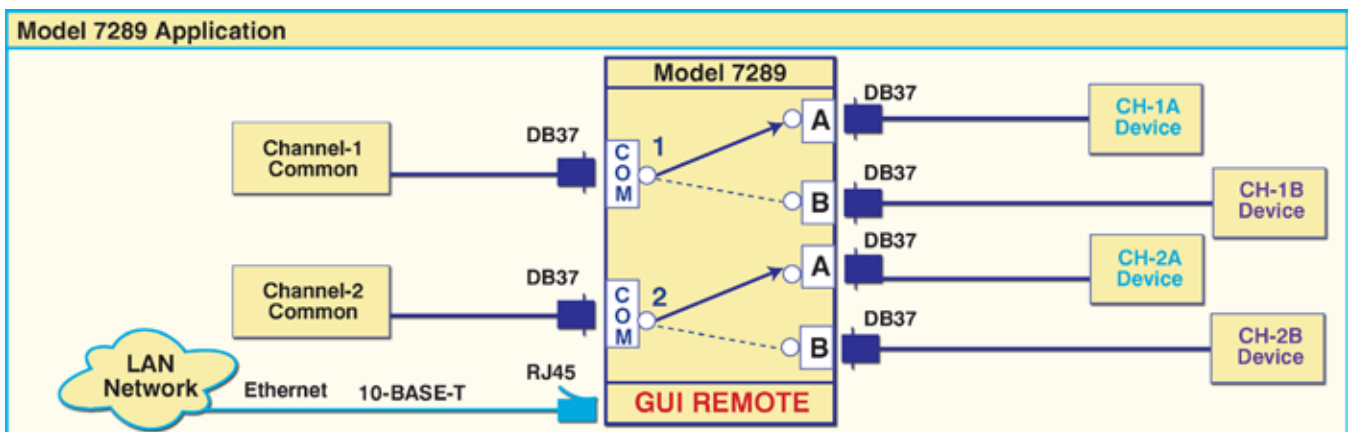 Model 7289 Application
Model 7289
Channel-1
Common
DB37
COM
1
A
DB37
CH-1A
Device
B
DB37
CH-1B
Device
Channel-2
Common
DB37
COM
2
A
DB37
CH-2A
Device
B
DB37
CH-2B
Device
LAN
Network
Ethernet 10-BASE-T
RJ45
GUI REMOTE